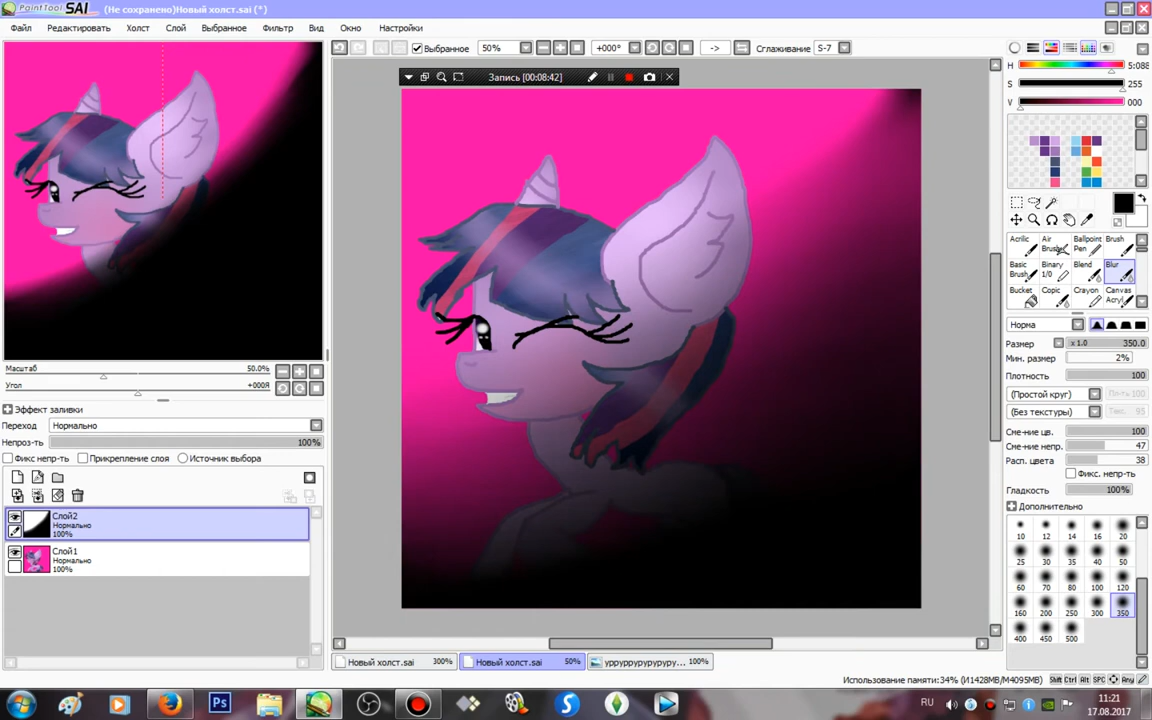 PaintTool SAI (Не сохранено)Новый холст.sai (*)
Файл Редактировать Холст Слой Выбранное Фильтр Вид Окно Настройки
Выбранное 50% +000° -> Сглаживание S-7
Запись [00:08:42]
H 5:088
S 255
V 000
Масштаб 50.0%
Угол +000Я
Эффект заливки
Переход Нормально
Непроз-ть 100%
Фикс непр-ть Прикрепление слоя Источник выбора
Слой2
Нормально
100%
Слой1
Нормально
100%
Acrilic Air Brush Ballpoint Pen Brush
Basic Brush Binary 1/0 Blend Blur
Bucket Copic Crayon Canvas Acryl
Норма
Размер x 1.0 350.0
Мин. размер 2%
Плотность 100
(Простой круг)
(Без текстуры)
Сме-ние цв. 100
Сме-ние непр. 47
Расп. цвета 38
Фикс. непр-ть
Гладкость 100%
Дополнительно
10 12 14 16 20
25 30 35 40 50
60 70 80 100 120
160 200 250 300 350
400 450 500
Новый холст.sai 300% Новый холст.sai 50% урруррурурурурy... 100%
Использование памяти:34% (И1428MB/M4095MB) Shift Ctrl Alt SPC Any
Ps S RU 11:21
17.08.2017